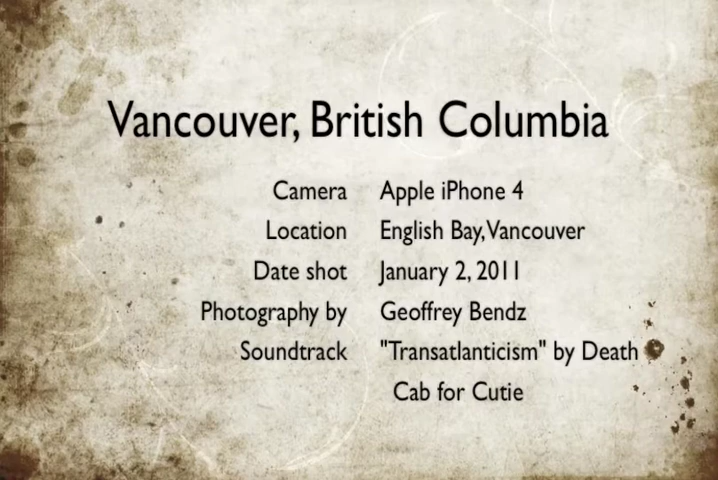 Vancouver, British Columbia
Camera Apple iPhone 4
Location English Bay, Vancouver
Date shot January 2, 2011
Photography by Geoffrey Bendz
Soundtrack "Transatlanticism" by Death
Cab for Cutie